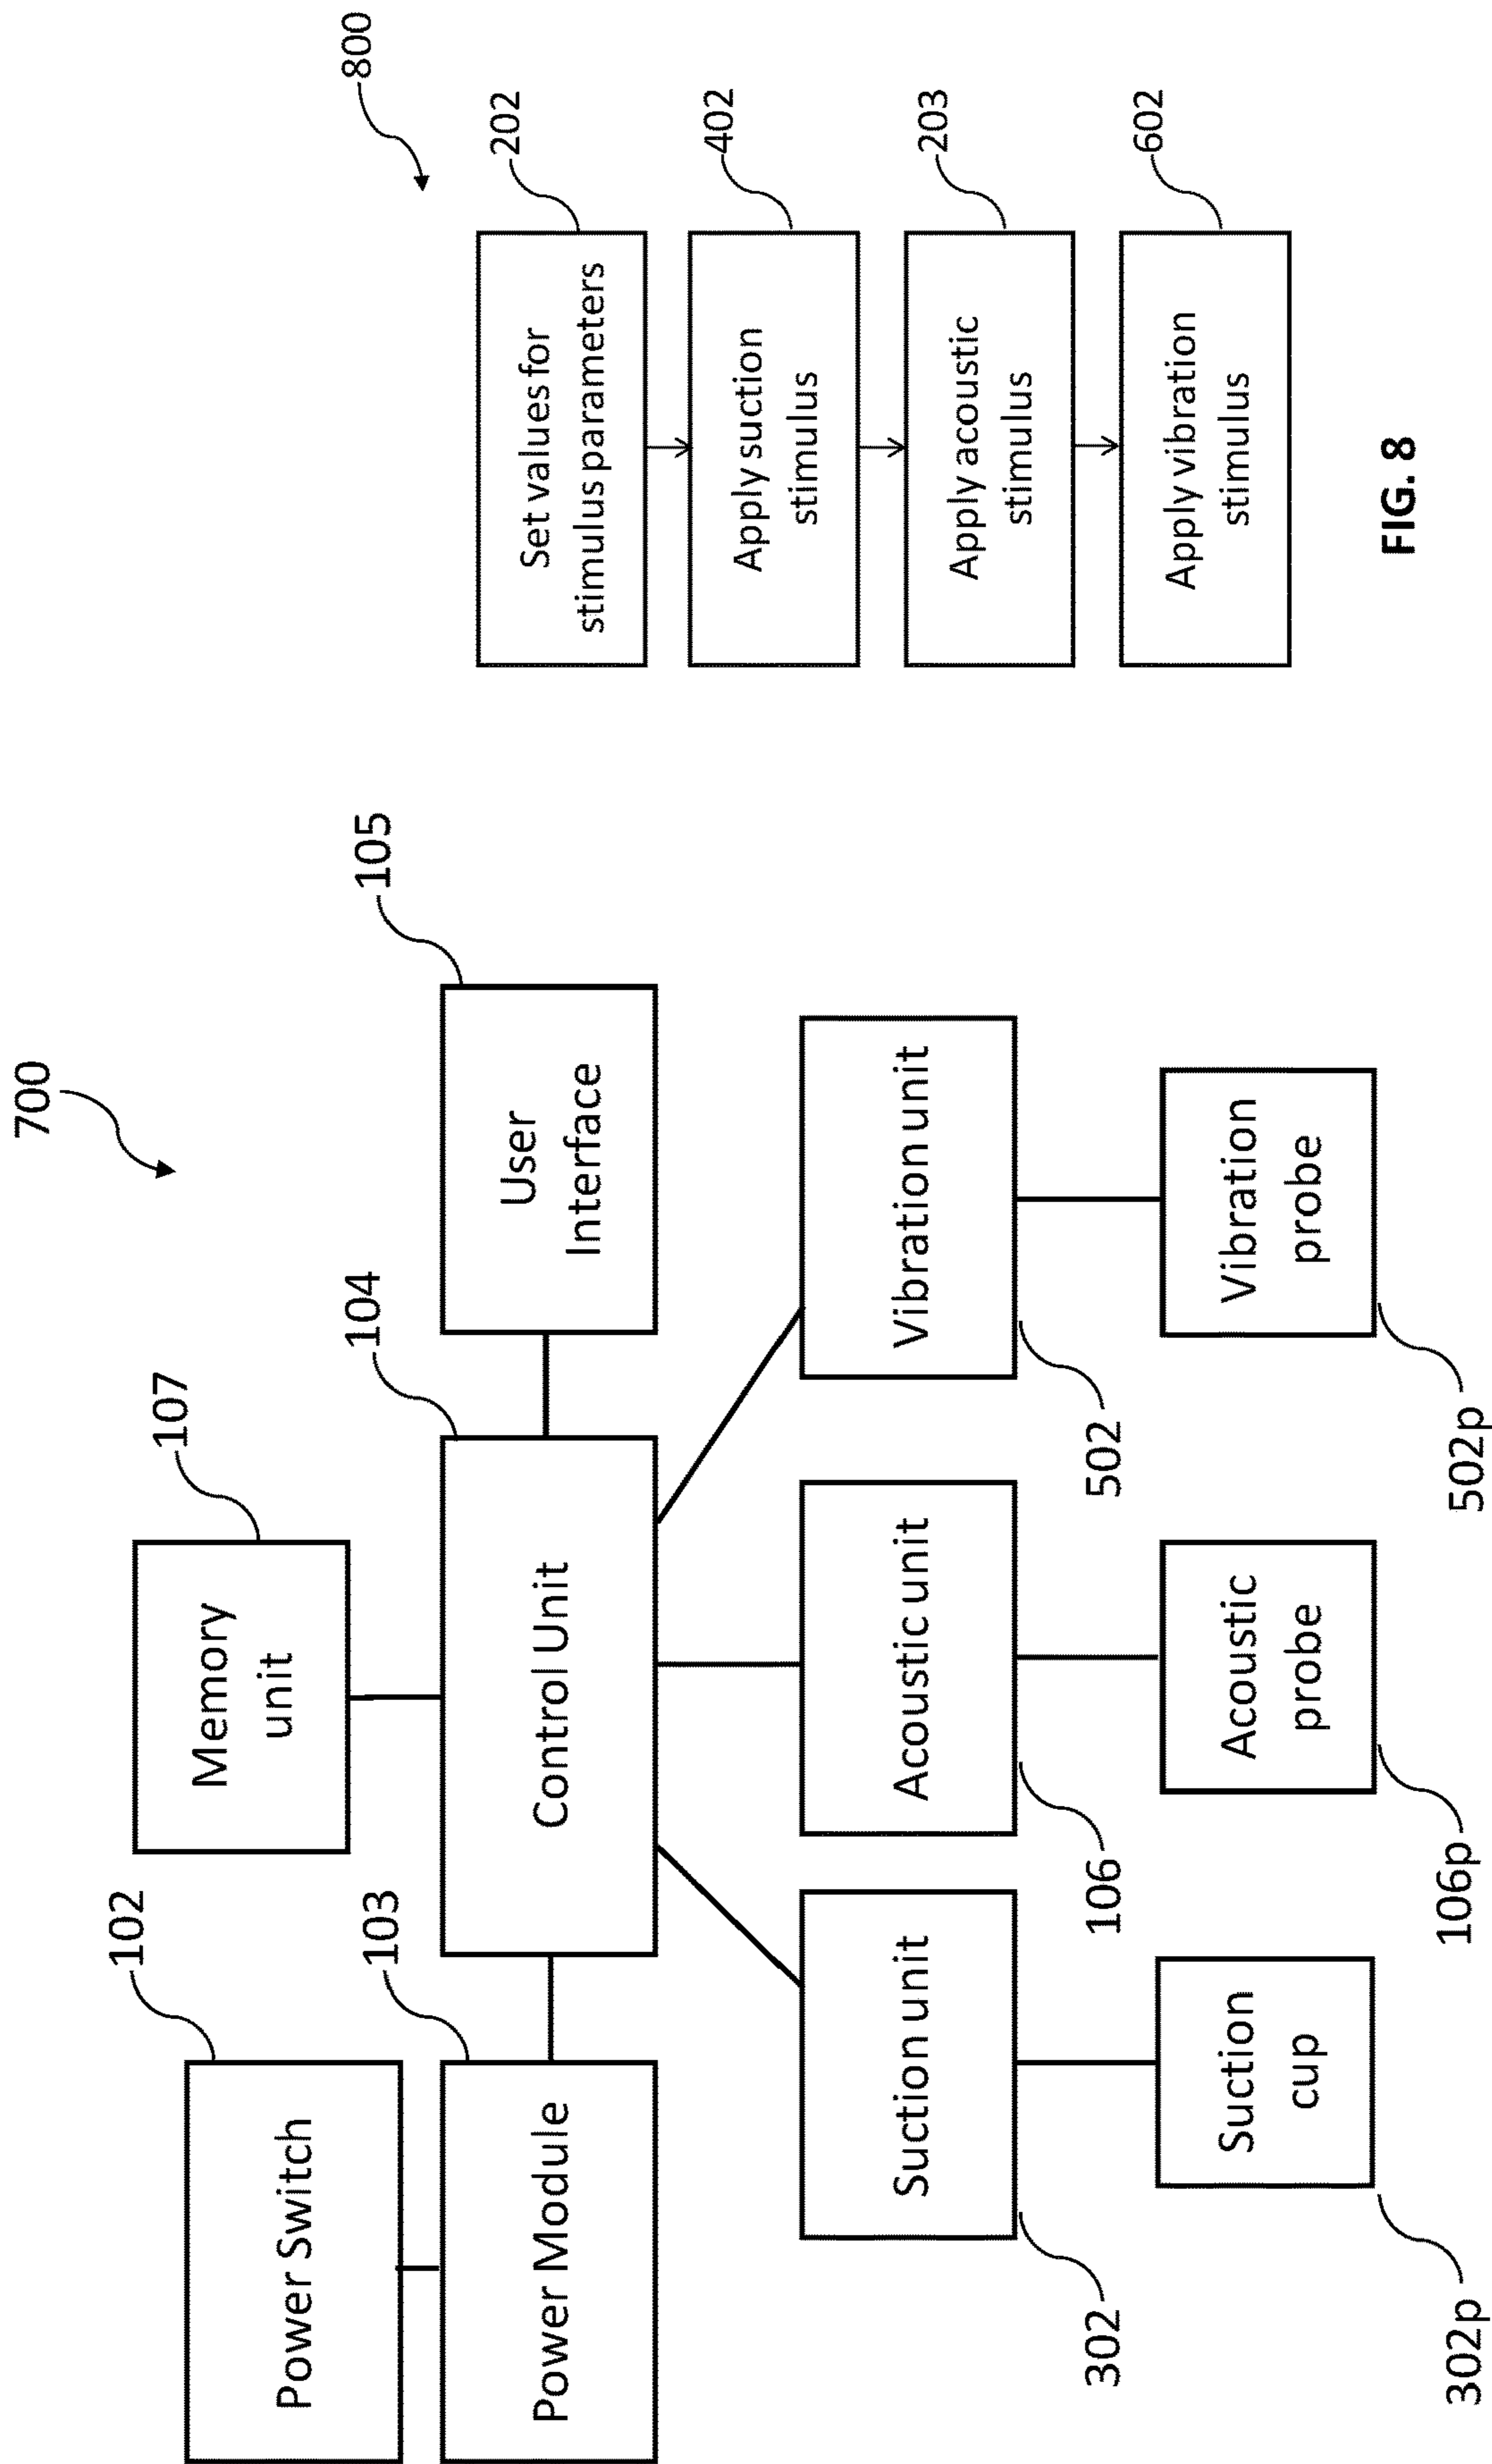 700
102
Power Switch
107
Memory
unit
103
Power Module
104
Control Unit
105
User
Interface
Suction unit
302
Acoustic unit
106
Vibration unit
502
Suction
cup
302p
Acoustic
probe
106p
Vibration
probe
502p
800
Set values for
stimulus parameters
202
Apply suction
stimulus
402
Apply acoustic
stimulus
203
Apply vibration
stimulus
602
FIG. 8